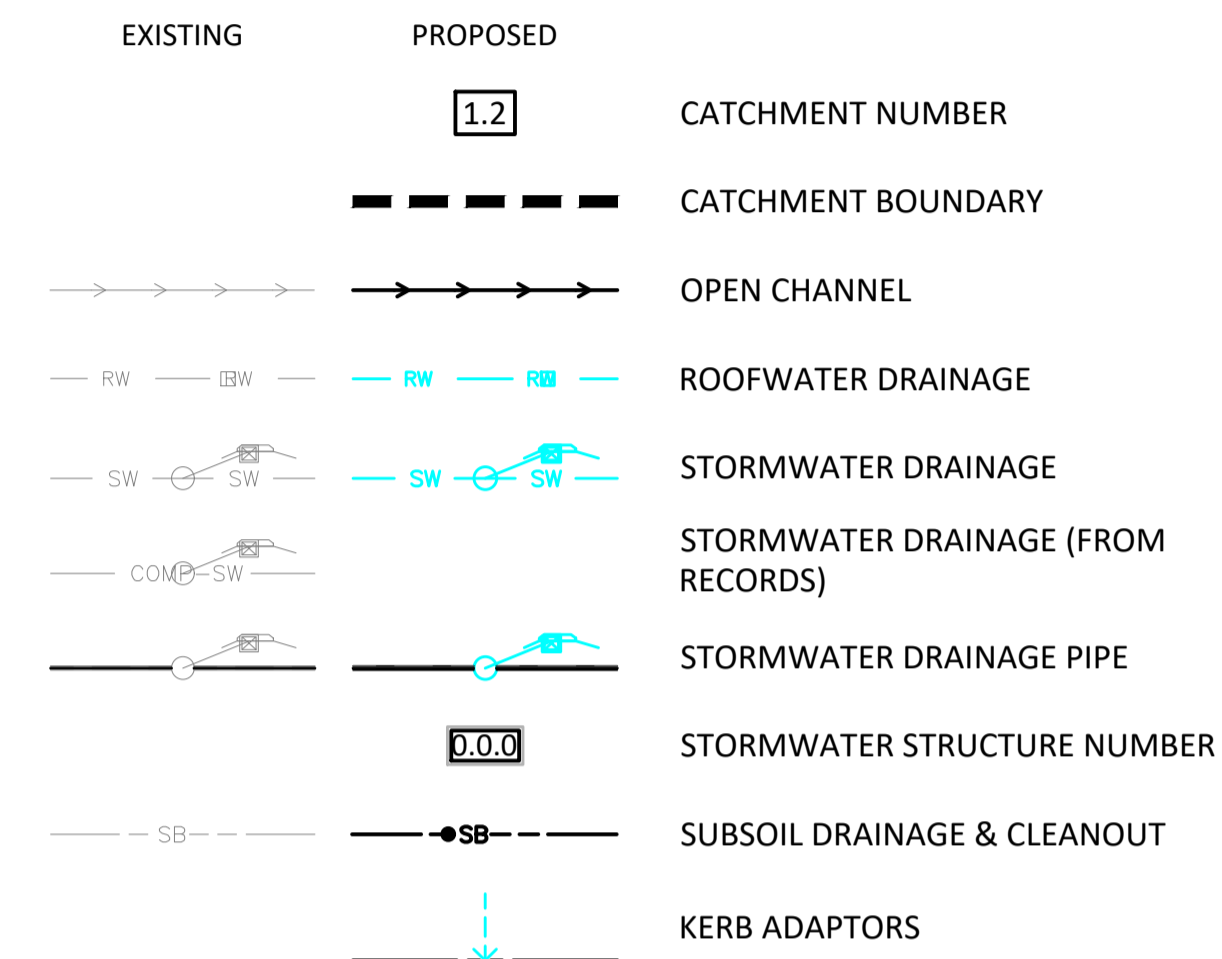 EXISTING PROPOSED
1.2 CATCHMENT NUMBER
CATCHMENT BOUNDARY
OPEN CHANNEL
RW RW RW RW ROOFWATER DRAINAGE
SW SW SW SW STORMWATER DRAINAGE
COMP-SW STORMWATER DRAINAGE (FROM
RECORDS)
STORMWATER DRAINAGE PIPE
0.0.0 STORMWATER STRUCTURE NUMBER
SB SB SUBSOIL DRAINAGE & CLEANOUT
KERB ADAPTORS